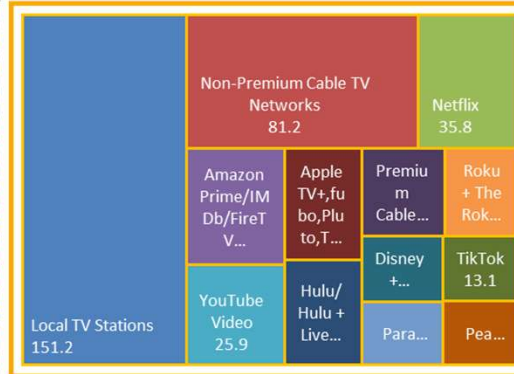 Non-Premium Cable TV
Networks
81.2
Netflix
35.8
Amazon
Prime/IM
Db/FireT
V...
Apple
TV+,fu
bo,Plu
to,T...
Premiu
m
Cable...
Roku
+ The
Rok...
Disney
+...
TikTok
13.1
Local TV Stations
151.2
YouTube
Video
25.9
Hulu/
Hulu +
Live...
Para...
Pea...